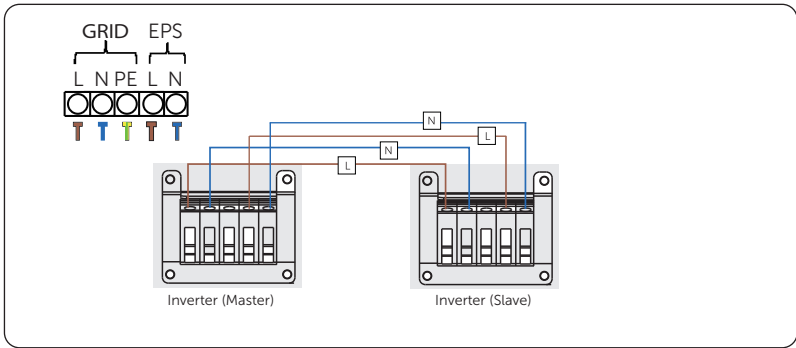 GRID EPS
L N PE L N
N
L
N
L
Inverter (Master) Inverter (Slave)